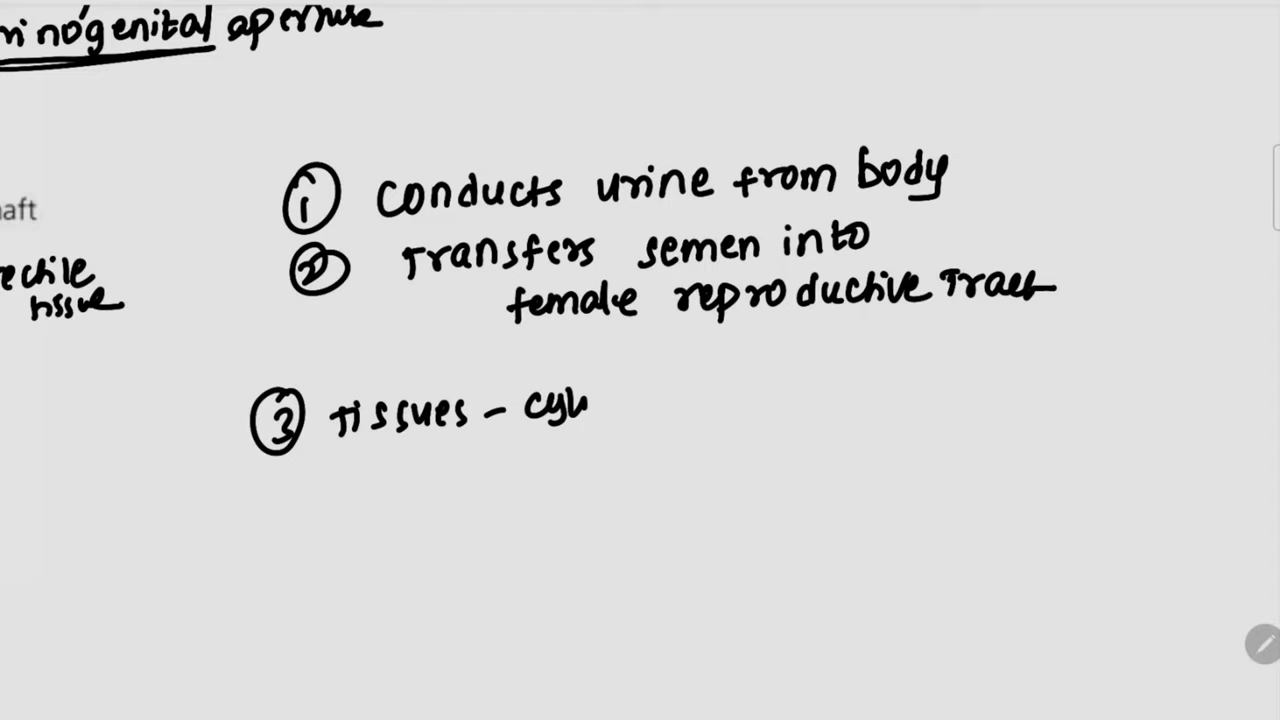 inogenital aperture
① conducts urine from body
aft
② Transfers semen into
ectile
female reproductive Tract
tissue
③ Tissues - cyl